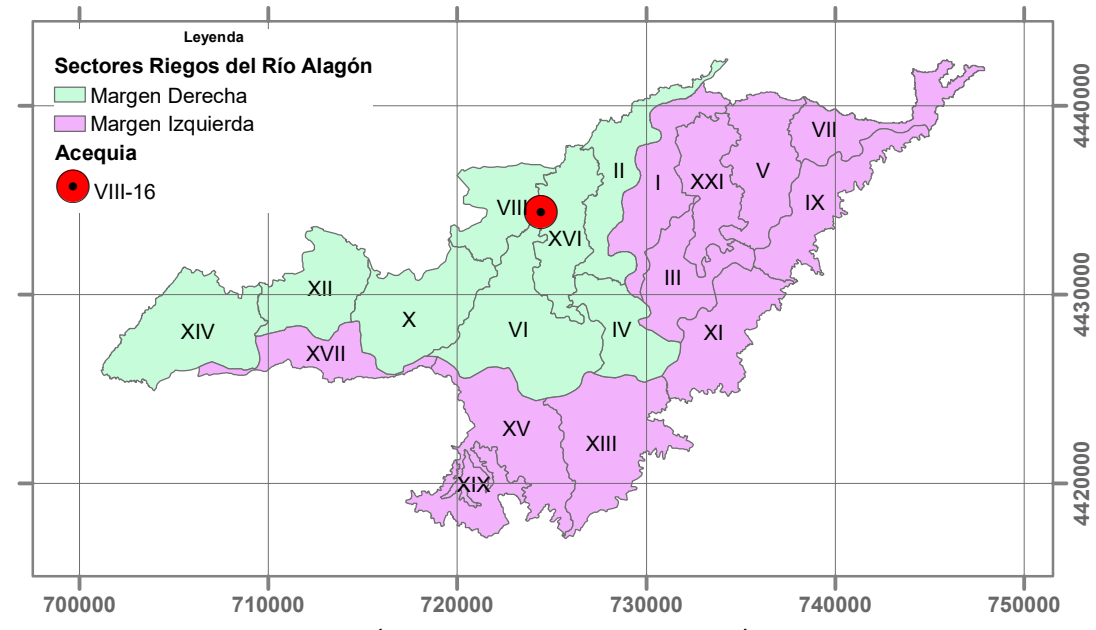 Leyenda
Sectores Riegos del Río Alagón
Margen Derecha
Margen Izquierda
Acequia
VIII-16
VII
II
V
I
XXI
IX
VIII
XVI
III
XII
X
XIV
VI
IV
XI
XVII
XV
XIII
XIX
4440000
4430000
4420000
700000
710000
720000
730000
740000
750000